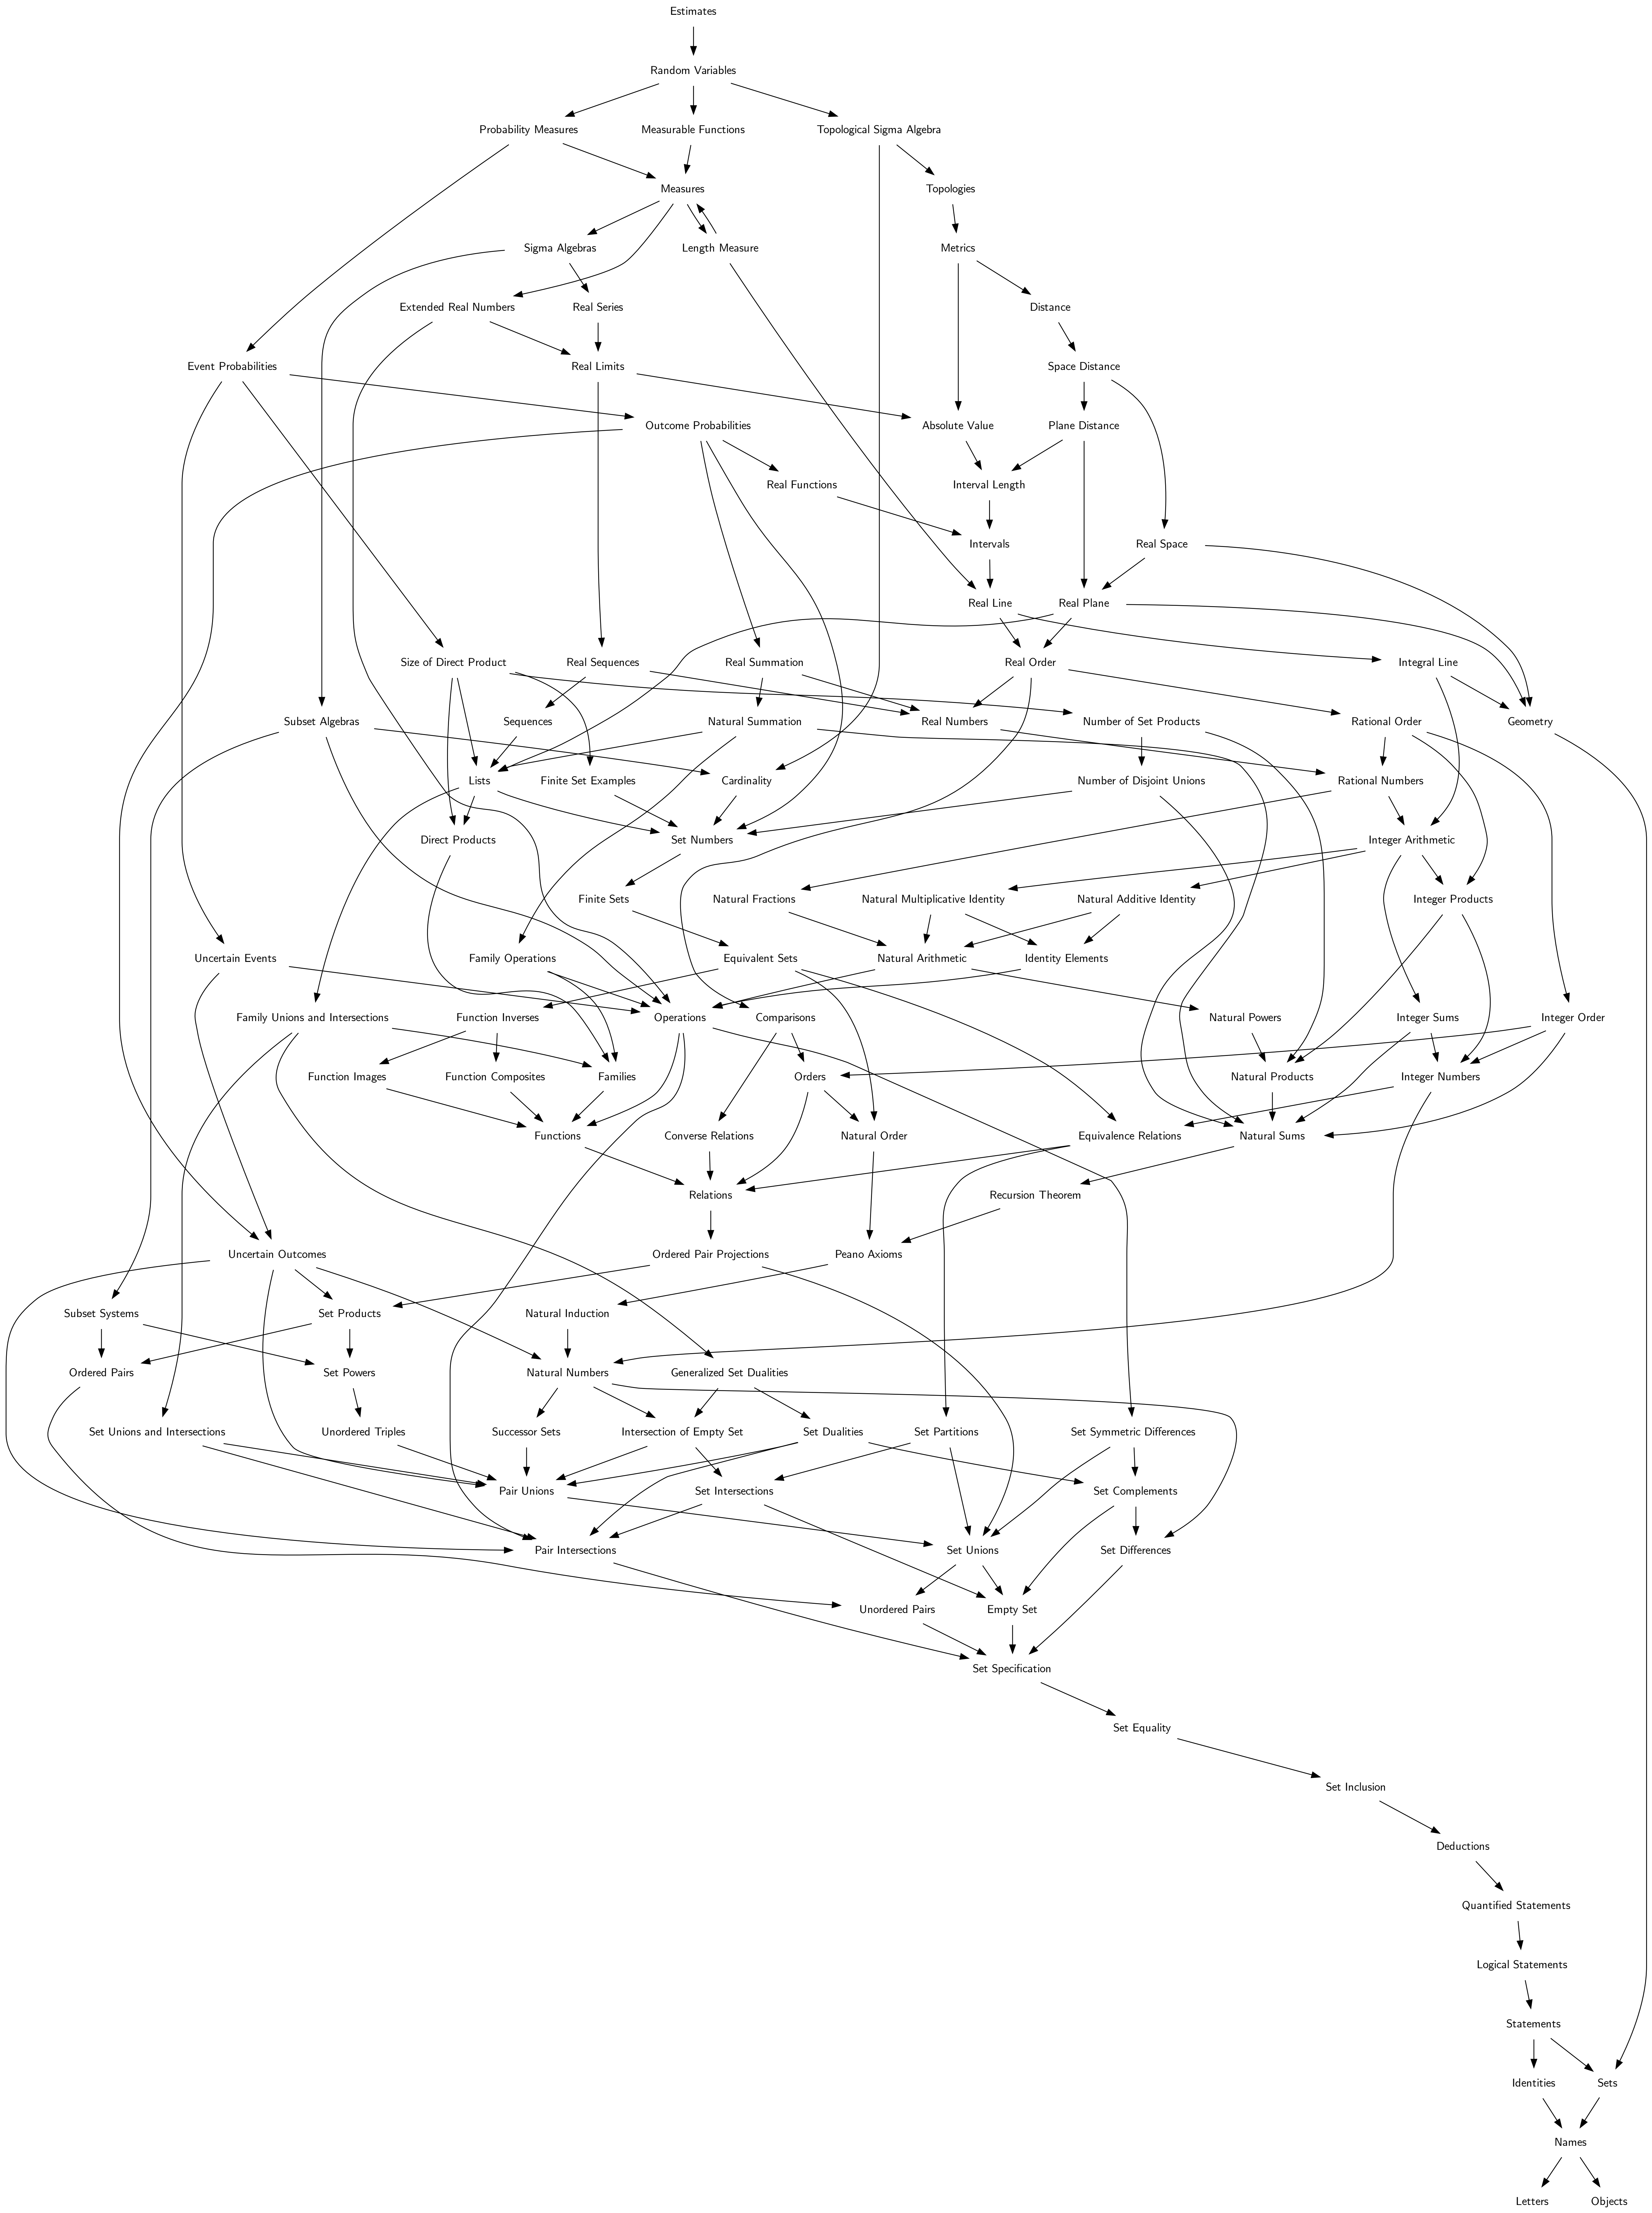 Estimates
Random Variables
Probability Measures
Measurable Functions
Topological Sigma Algebra
Measures
Topologies
Sigma Algebras
Length Measure
Metrics
Extended Real Numbers
Real Series
Distance
Event Probabilities
Real Limits
Space Distance
Outcome Probabilities
Absolute Value
Plane Distance
Real Functions
Interval Length
Intervals
Real Space
Real Line
Real Plane
Size of Direct Product
Real Sequences
Real Summation
Real Order
Integral Line
Subset Algebras
Sequences
Natural Summation
Real Numbers
Number of Set Products
Rational Order
Geometry
Lists
Finite Set Examples
Cardinality
Number of Disjoint Unions
Rational Numbers
Direct Products
Set Numbers
Integer Arithmetic
Finite Sets
Natural Fractions
Natural Multiplicative Identity
Natural Additive Identity
Integer Products
Uncertain Events
Family Operations
Equivalent Sets
Natural Arithmetic
Identity Elements
Family Unions and Intersections
Function Inverses
Operations
Comparisons
Natural Powers
Integer Sums
Integer Order
Function Images
Function Composites
Families
Orders
Natural Products
Integer Numbers
Functions
Converse Relations
Natural Order
Equivalence Relations
Natural Sums
Relations
Recursion Theorem
Uncertain Outcomes
Ordered Pair Projections
Peano Axioms
Subset Systems
Set Products
Natural Induction
Ordered Pairs
Set Powers
Natural Numbers
Generalized Set Dualities
Set Unions and Intersections
Unordered Triples
Successor Sets
Intersection of Empty Set
Set Dualities
Set Partitions
Set Symmetric Differences
Pair Unions
Set Intersections
Set Complements
Pair Intersections
Set Unions
Set Differences
Unordered Pairs
Empty Set
Set Specification
Set Equality
Set Inclusion
Deductions
Quantified Statements
Logical Statements
Statements
Identities
Sets
Names
Letters
Objects